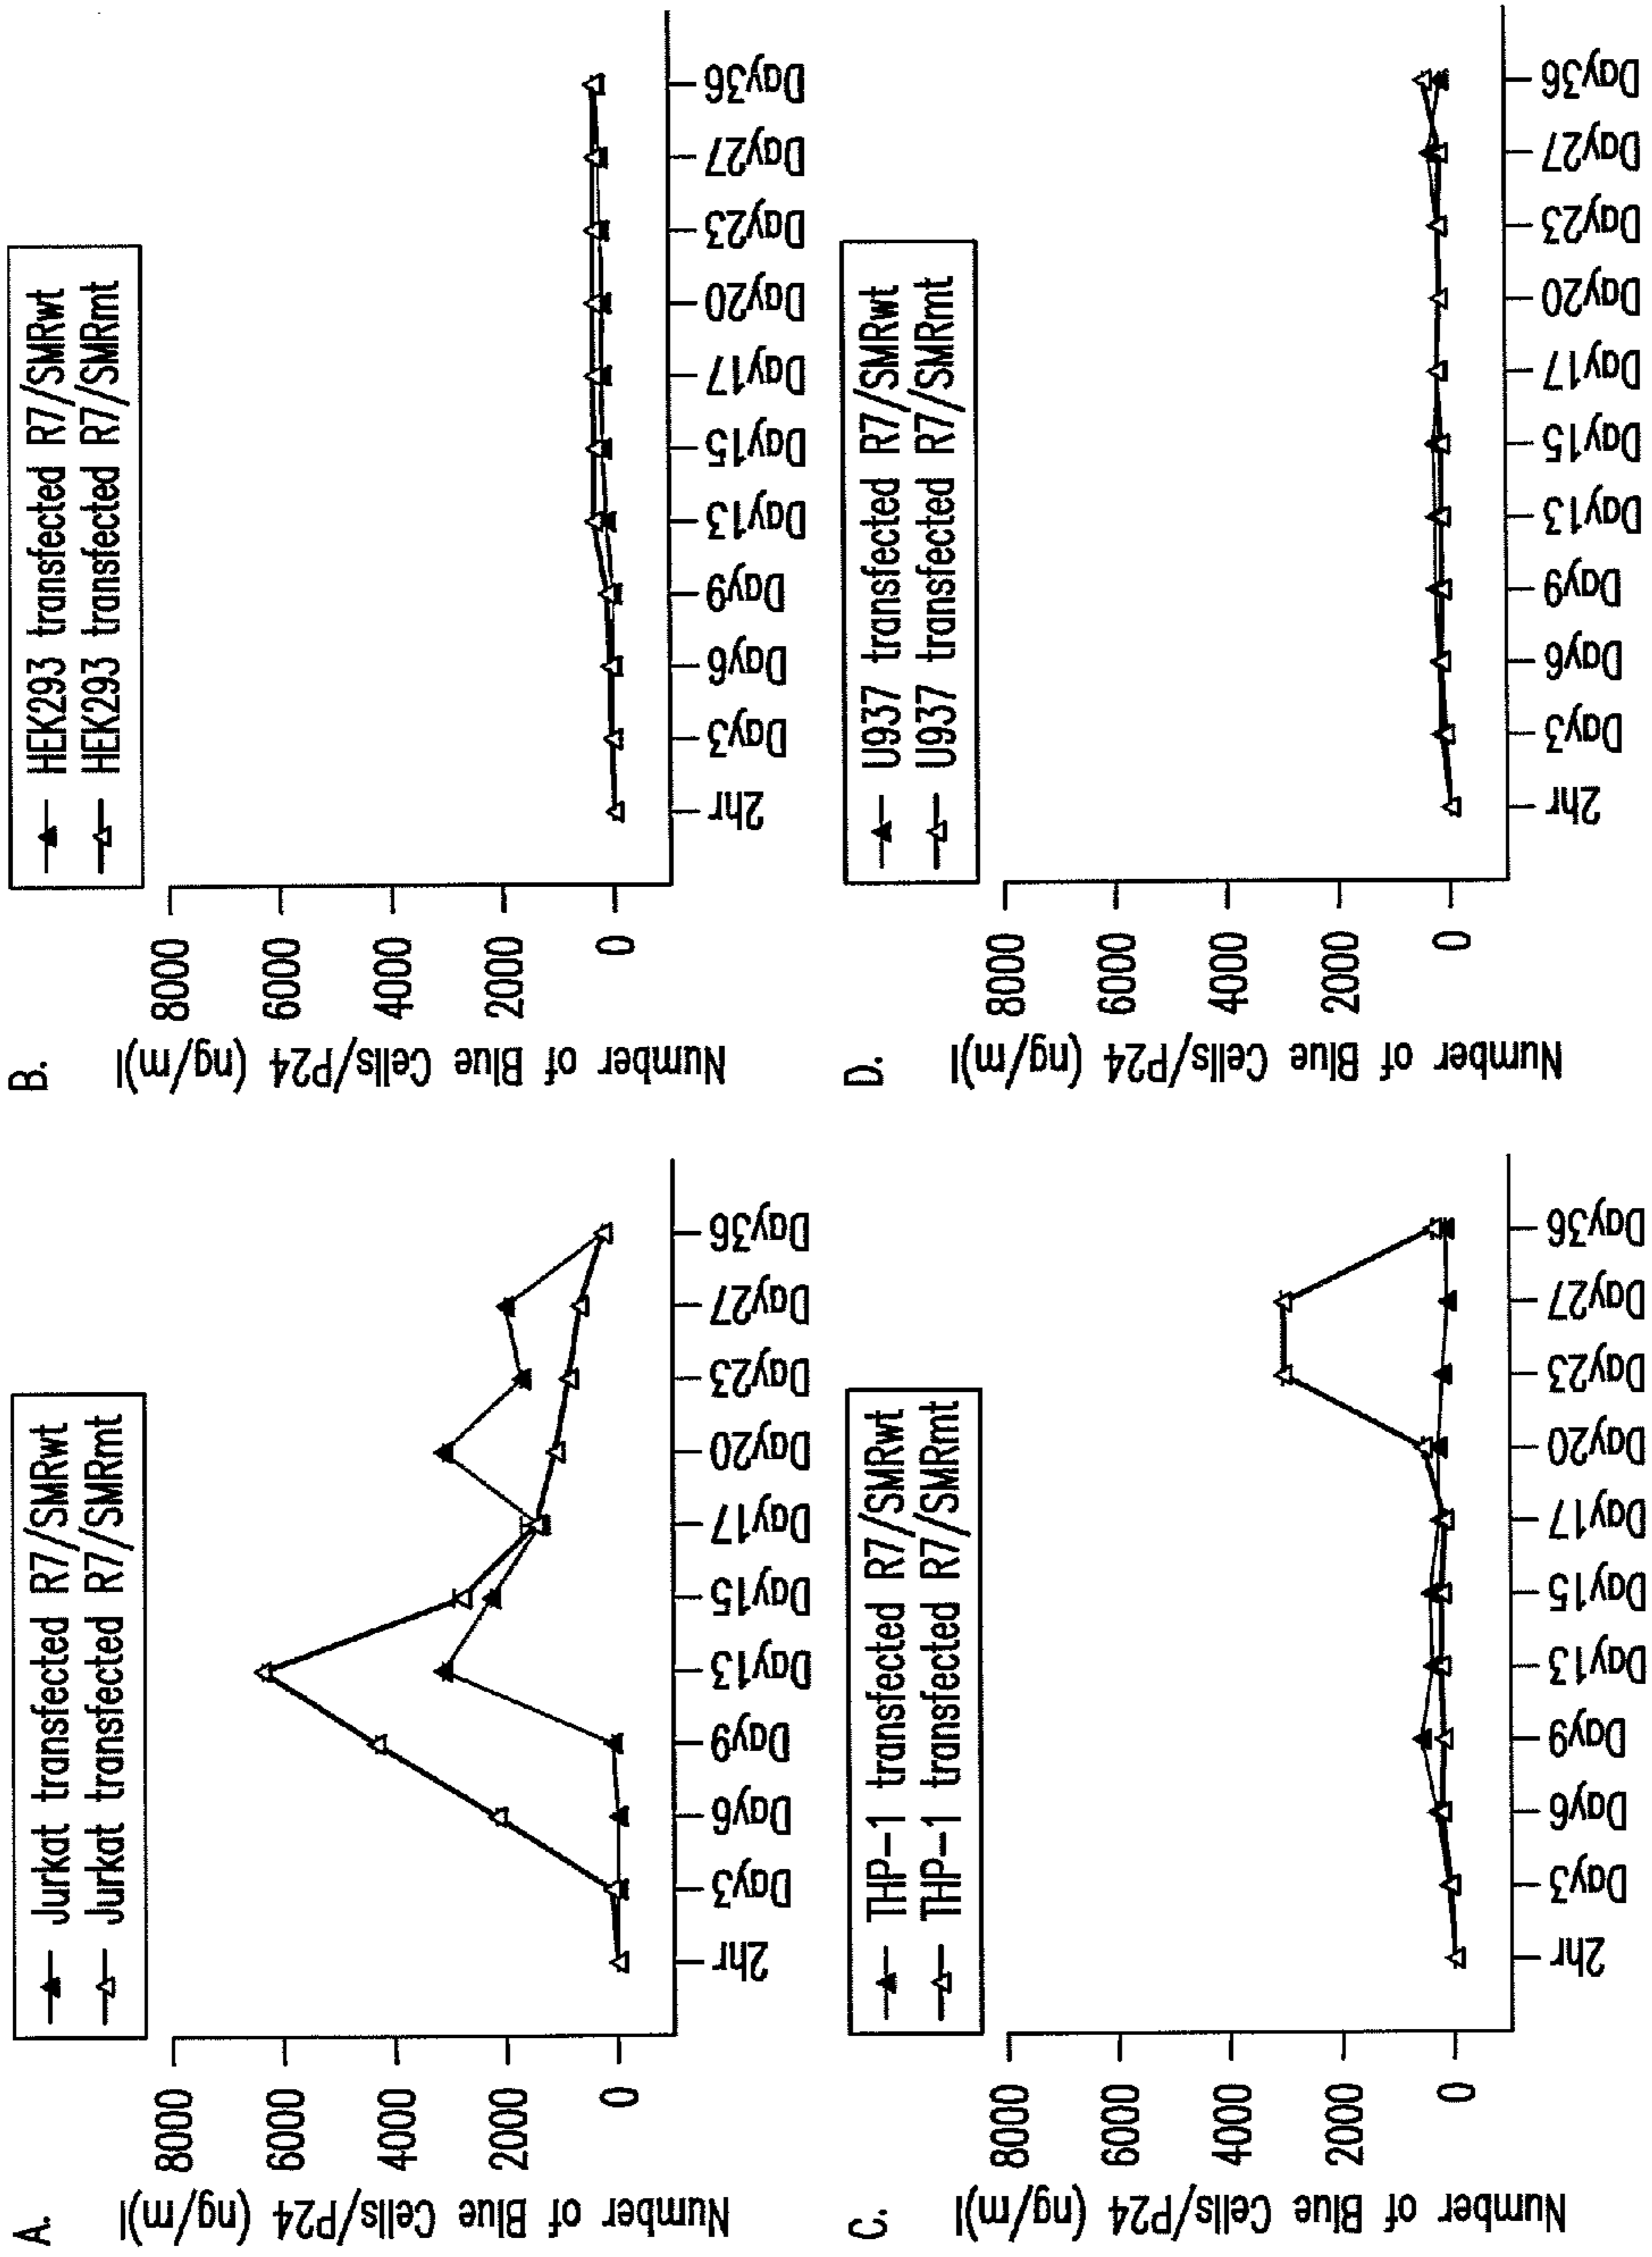 A.
Jurkat transfected R7/SMRwt
Jurkat transfected R7/SMRmt
Number of Blue Cells/P24 (ng/m)l
8000
6000
4000
2000
0
2hr
Day3
Day6
Day9
Day13
Day15
Day17
Day20
Day23
Day27
Day36
B.
HEK293 transfected R7/SMRwt
HEK293 transfected R7/SMRmt
Number of Blue Cells/P24 (ng/m)l
8000
6000
4000
2000
0
2hr
Day3
Day6
Day9
Day13
Day15
Day17
Day20
Day23
Day27
Day36
C.
THP-1 transfected R7/SMRwt
THP-1 transfected R7/SMRmt
Number of Blue Cells/P24 (ng/m)l
8000
6000
4000
2000
0
2hr
Day3
Day6
Day9
Day13
Day15
Day17
Day20
Day23
Day27
Day36
D.
U937 transfected R7/SMRwt
U937 transfected R7/SMRmt
Number of Blue Cells/P24 (ng/m)l
8000
6000
4000
2000
0
2hr
Day3
Day6
Day9
Day13
Day15
Day17
Day20
Day23
Day27
Day36